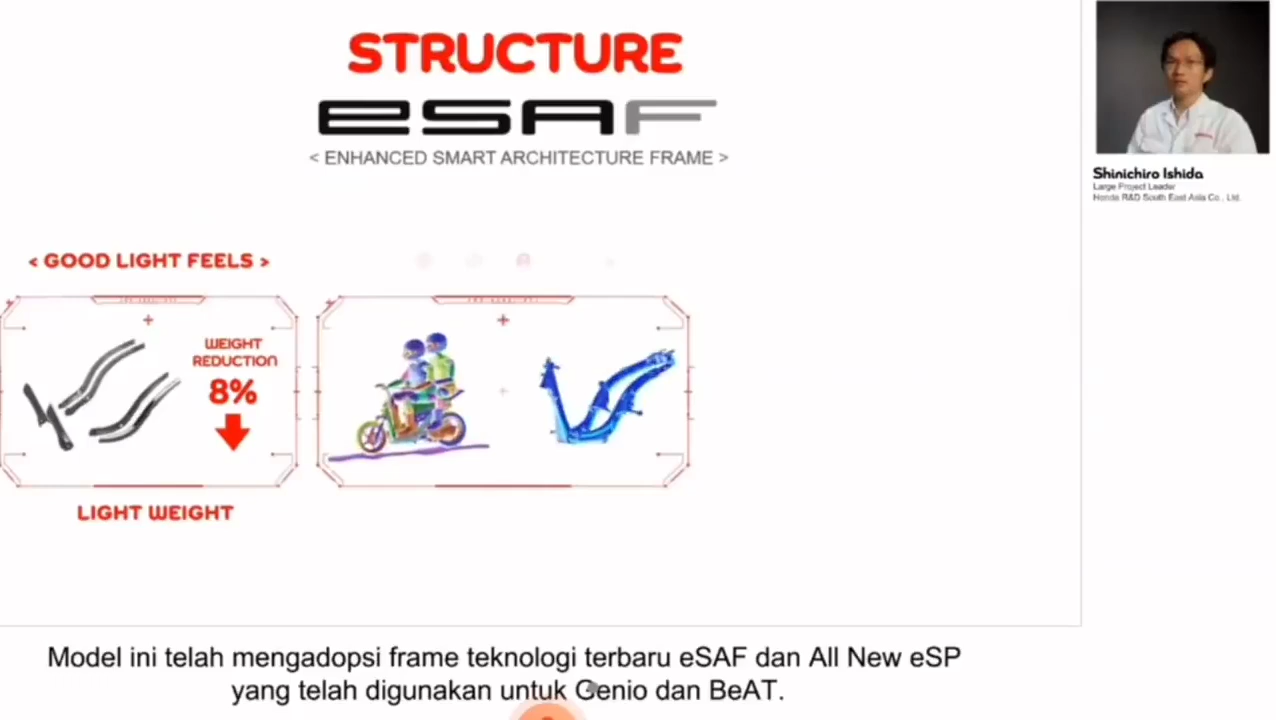 STRUCTURE
eSAF
< ENHANCED SMART ARCHITECTURE FRAME >
Shinichiro Ishida
Large Project Leader
Honda R&D South East Asia Co., Ltd.
< GOOD LIGHT FEELS >
WEIGHT
REDUCTION
8%
LIGHT WEIGHT
Model ini telah mengadopsi frame teknologi terbaru eSAF dan All New eSP
yang telah digunakan untuk Genio dan BeAT.